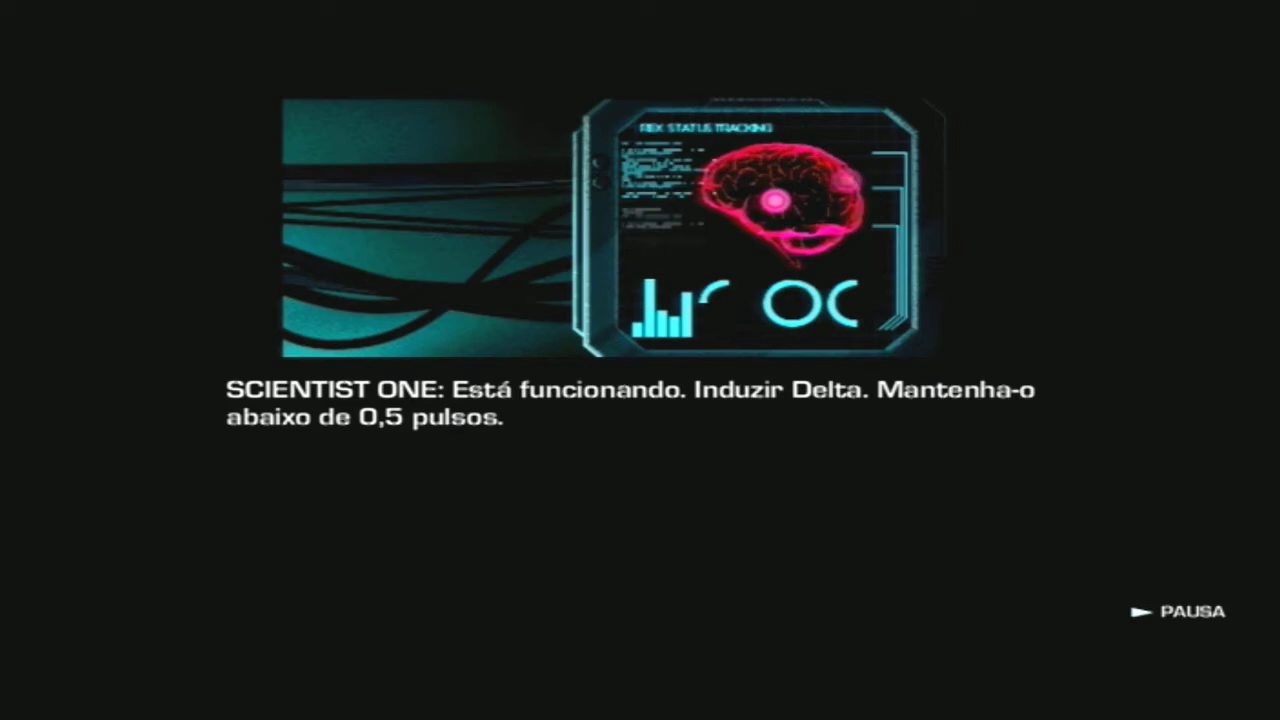 REX STATUS TRACKING
SCIENTIST ONE: Está funcionando. Induzir Delta. Mantenha-o
abaixo de 0,5 pulsos.
PAUSA